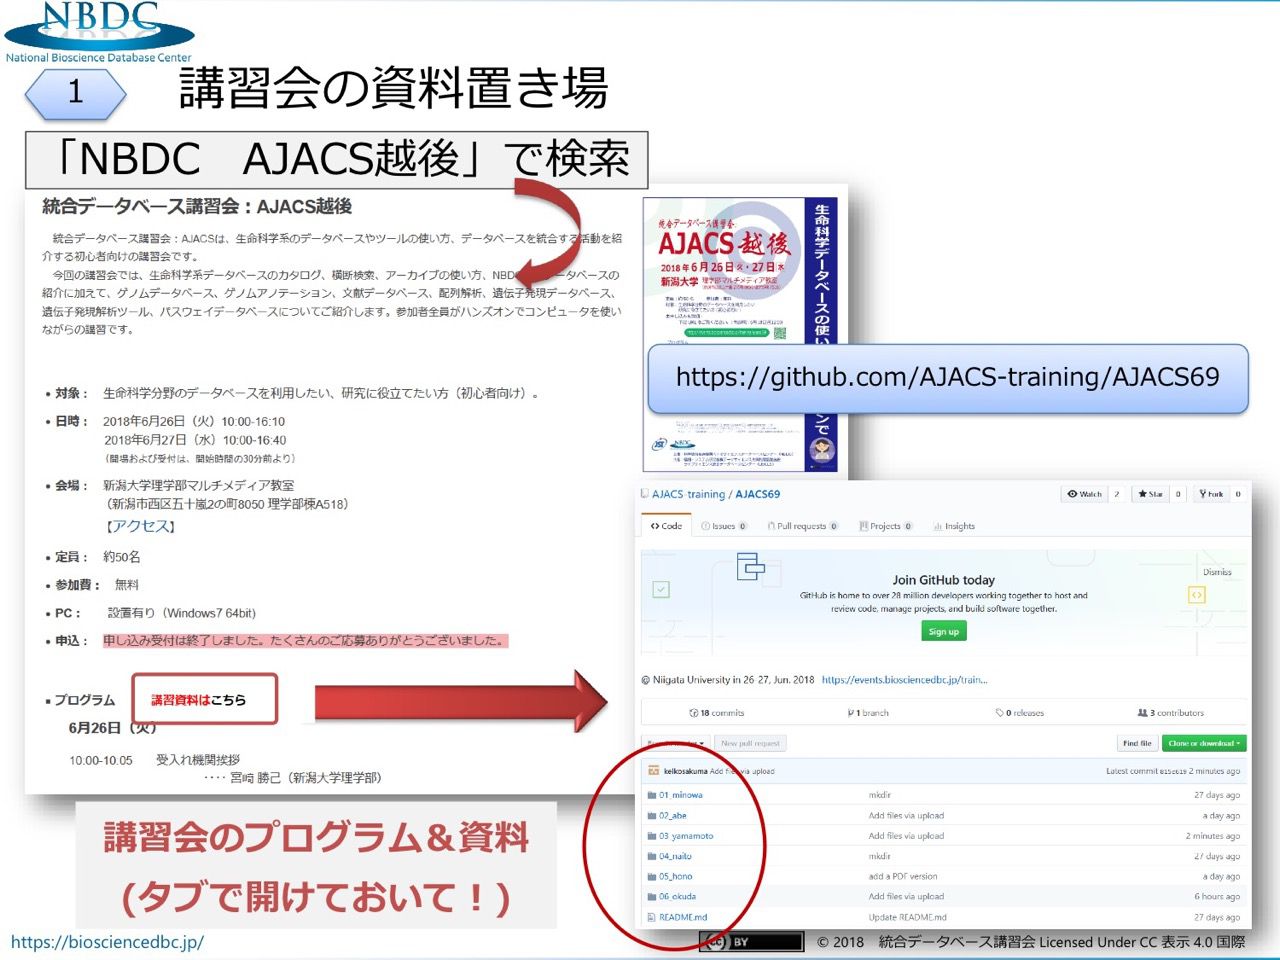 NBDC
National Bioscience Database Center
1
講習会の資料置き場
「NBDC　AJACS越後」で検索
統合データベース講習会：AJACS越後
統合データベース講習会：AJACSは、生命科学系のデータベースやツールの使い方、データベースを統合する活動を紹
介する初心者向けの講習会です。
今回の講習会では、生命科学系データベースのカタログ、横断検索、アーカイブの使い方、NBDC
ータベースの
紹介に加えて、ゲノムデータベース、ゲノムアノテーション、文献データベース、配列解析、遺伝子発現データベース、
遺伝子発現解析ツール、パスウェイデータベースについてご紹介します。参加者全員がハンズオンでコンピュータを使い
ながらの講習です。
対象： 生命科学分野のデータベースを利用したい、研究に役立てたい方（初心者向け）。
日時： 2018年6月26日（火）10:00-16:10
2018年6月27日（水）10:00-16:40
（開場および受付は、開始時間の30分前より）
会場： 新潟大学理学部マルチメディア教室
（新潟市西区五十嵐2の町8050 理学部棟A518）
【アクセス】
定員： 約50名
参加費： 無料
PC： 設置有り（Windows7 64bit)
申込： 申し込み受付は終了しました。たくさんのご応募ありがとうございました。
プログラム
講習資料はこちら
6月26日（火）
10:00-10:05 受入れ機関挨拶
‥‥ 宮﨑 勝己（新潟大学理学部）
講習会のプログラム＆資料
(タブで開けておいて！)
https://biosciencedbc.jp/
統合データベース講習会
AJACS越後
2018年6月26日火・27日水
新潟大学 理学部マルチメディア教室
生命科学データベースの使い
ンで
https://github.com/AJACS-training/AJACS69
AJACS training / AJACS69
Watch 2 Star 0 Fork 0
Code Issues 0 Pull requests 0 Projects 0 Insights
Join GitHub today
Dismiss
GitHub is home to over 28 million developers working together to host and
review code, manage projects, and build software together.
Sign up
@ Niigata University in 26-27, Jun. 2018 https://events.biosciencedbc.jp/train...
18 commits 1 branch 0 releases 3 contributors
New pull request Find file Clone or download
keikosakuma Add files via upload Latest commit 2 minutes ago
01_minowa mkdir 27 days ago
02_abe Add files via upload a day ago
03_yamamoto Add files via upload 2 minutes ago
04_naito mkdir 27 days ago
05_hono add a PDF version a day ago
06_okuda Add files via upload 6 hours ago
README.md Update README.md 27 days ago
CC BY
© 2018　統合データベース講習会 Licensed Under CC 表示 4.0 国際